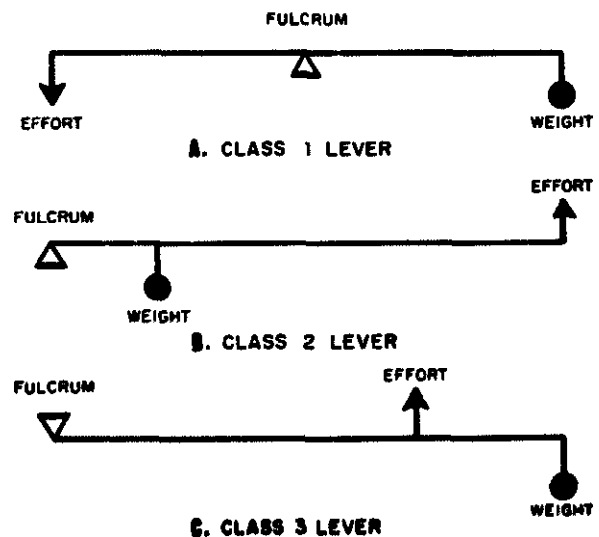 FULCRUM
EFFORT
WEIGHT
A. CLASS 1 LEVER
EFFORT
FULCRUM
WEIGHT
B. CLASS 2 LEVER
EFFORT
FULCRUM
WEIGHT
C. CLASS 3 LEVER